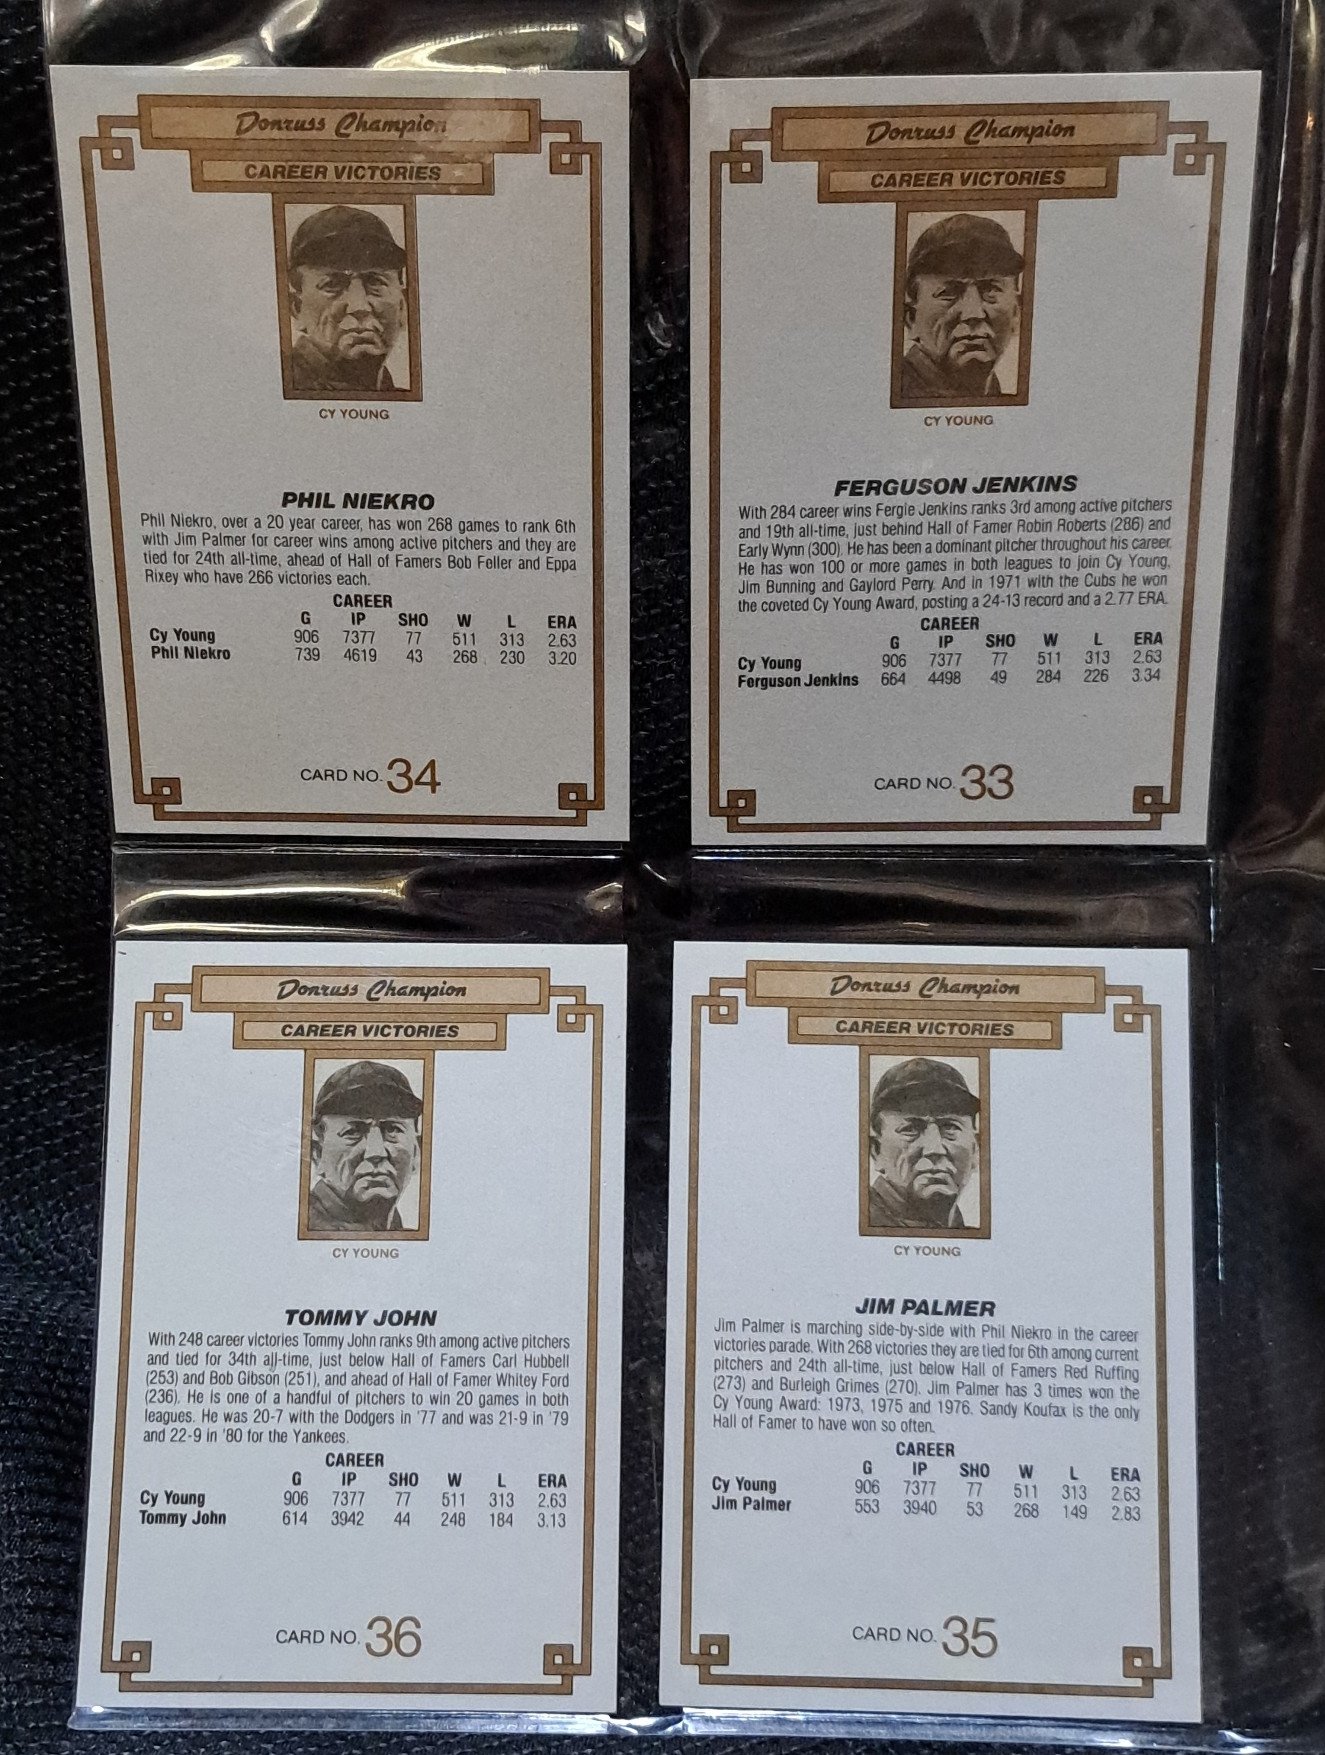 Donruss Champion
CAREER VICTORIES
CY YOUNG
PHIL NIEKRO
Phil Niekro, over a 20 year career, has won 268 games to rank 6th
with Jim Palmer for career wins among active pitchers and they are
tied for 24th all-time, ahead of Hall of Famers Bob Feller and Eppa
Rixey who have 266 victories each.
CAREER
G IP SHO W L ERA
Cy Young 906 7377 77 511 313 2.63
Phil Niekro 739 4619 43 268 230 3.20
CARD NO. 34
Donruss Champion
CAREER VICTORIES
CY YOUNG
FERGUSON JENKINS
With 284 career wins Fergie Jenkins ranks 3rd among active pitchers
and 19th all-time, just behind Hall of Famer Robin Roberts (286) and
Early Wynn (300). He has been a dominant pitcher throughout his career.
He has won 100 or more games in both leagues to join Cy Young,
Jim Bunning and Gaylord Perry. And in 1971 with the Cubs he won
the coveted Cy Young Award, posting a 24-13 record and a 2.77 ERA.
CAREER
G IP SHO W L ERA
Cy Young 906 7377 77 511 313 2.63
Ferguson Jenkins 664 4498 49 284 226 3.34
CARD NO. 33
Donruss Champion
CAREER VICTORIES
CY YOUNG
TOMMY JOHN
With 248 career victories Tommy John ranks 9th among active pitchers
and tied for 34th all-time, just below Hall of Famers Carl Hubbell
(253) and Bob Gibson (251), and ahead of Hall of Famer Whitey Ford
(236). He is one of a handful of pitchers to win 20 games in both
leagues. He was 20-7 with the Dodgers in '77 and was 21-9 in '79
and 22-9 in '80 for the Yankees.
CAREER
G IP SHO W L ERA
Cy Young 906 7377 77 511 313 2.63
Tommy John 614 3942 44 248 184 3.13
CARD NO. 36
Donruss Champion
CAREER VICTORIES
CY YOUNG
JIM PALMER
Jim Palmer is marching side-by-side with Phil Niekro in the career
victories parade. With 268 victories they are tied for 6th among current
pitchers and 24th all-time, just below Hall of Famers Red Ruffing
(273) and Burleigh Grimes (270). Jim Palmer has 3 times won the
Cy Young Award: 1973, 1975 and 1976. Sandy Koufax is the only
Hall of Famer to have won so often.
CAREER
G IP SHO W L ERA
Cy Young 906 7377 77 511 313 2.63
Jim Palmer 553 3940 53 268 149 2.83
CARD NO. 35